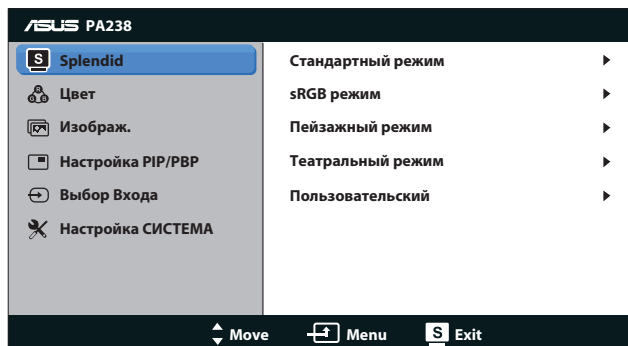 ASUS PA238
S Splendid
Цвет
Изображ.
Настройка PIP/PBP
Выбор Входа
Настройка СИСТЕМА
Стандартный режим
sRGB режим
Пейзажный режим
Театральный режим
Пользовательский
Move Menu S Exit